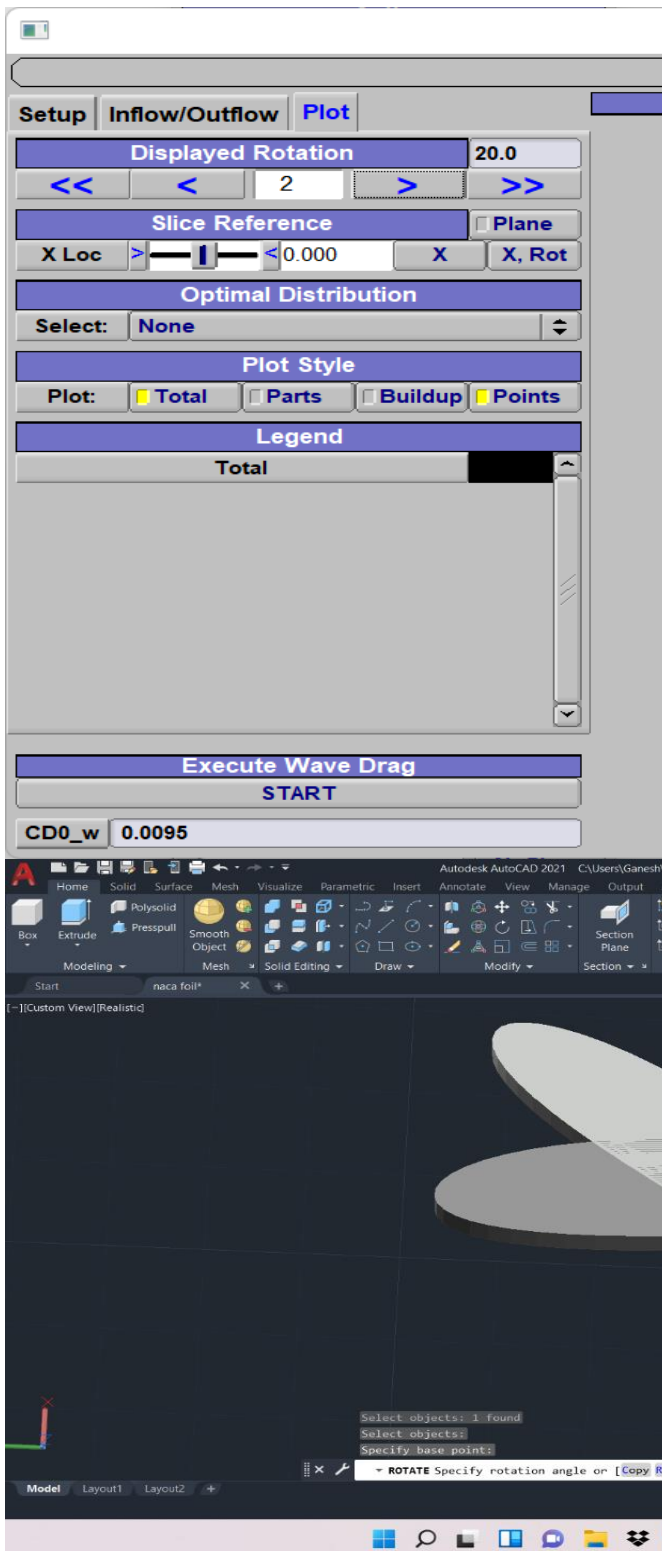 Setup Inflow/Outflow Plot
Displayed Rotation 20.0
<< < 2 > >>
Slice Reference Plane
X Loc > < 0.000 X X, Rot
Optimal Distribution
Select: None
Plot Style
Plot: Total Parts Buildup Points
Legend
Total
Execute Wave Drag
START
CD0_w 0.0095
Autodesk AutoCAD 2021 C:\Users\Ganesh\
Home Solid Surface Mesh Visualize Parametric Insert Annotate View Manage Output
Box Extrude Polysolid Presspull Smooth Object Section Plane
Modeling Mesh Solid Editing Draw Modify Section
Start naca foil* × +
[−][Custom View][Realistic]
Select objects: 1 found
Select objects:
Specify base point:
ROTATE Specify rotation angle or [Copy R
Model Layout1 Layout2 +